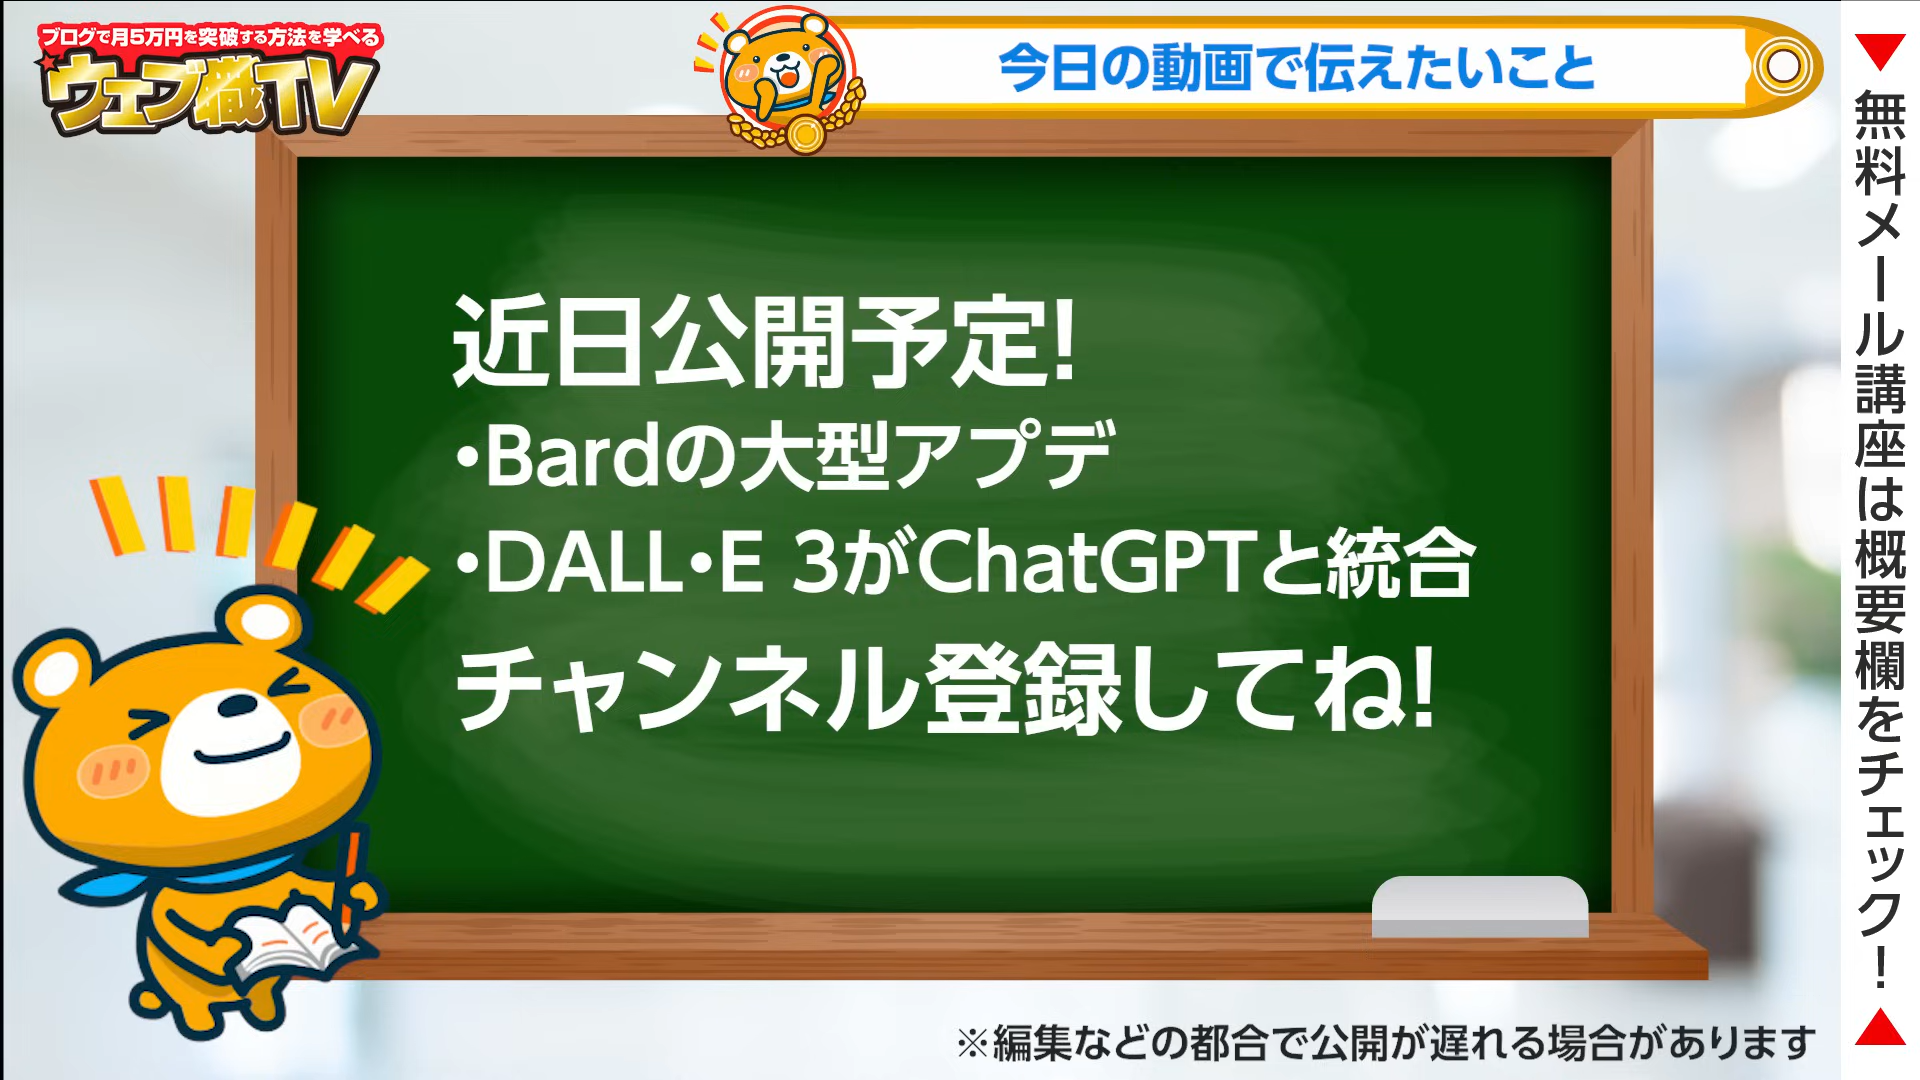 ブログで月5万円を突破する方法を学べる
ウェブ職TV
今日の動画で伝えたいこと
近日公開予定!
・Bardの大型アプデ
・DALL・E 3がChatGPTと統合
チャンネル登録してね!
※編集などの都合で公開が遅れる場合があります
▼無料メール講座は概要欄をチェック!▲